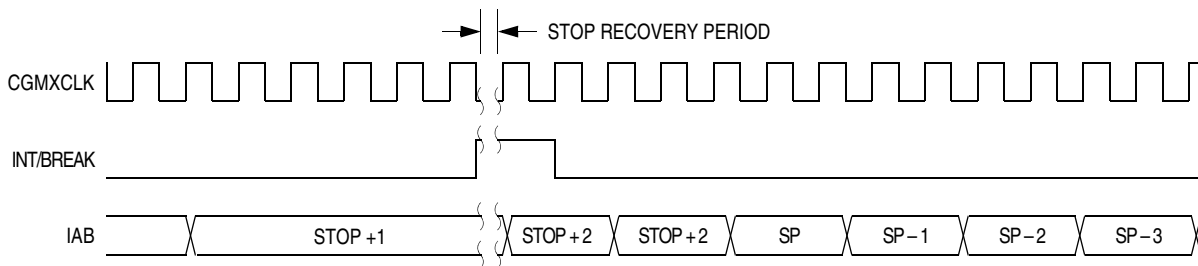 STOP RECOVERY PERIOD
CGMXCLK
INT/BREAK
IAB
STOP +1
STOP + 2
STOP + 2
SP
SP – 1
SP – 2
SP – 3